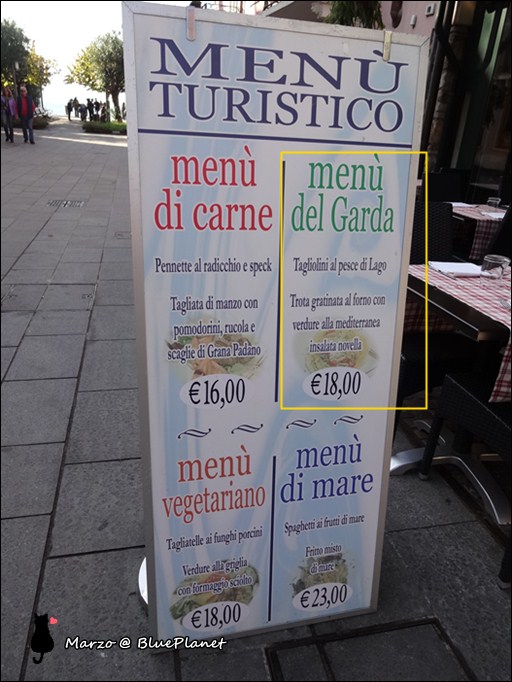 MENÙ
TURISTICO
menù
di carne
Pennette al radicchio e speck
Tagliata di manzo con
pomodorini, rucola e
scaglie di Grana Padano
€16,00
menù
del Garda
Tagliolini al pesce di Lago
Trota gratinata al forno con
verdure alla mediterranea
insalata novella
€18,00
menù
vegetariano
Tagliatelle ai funghi porcini
Verdure alla griglia
con formaggio sciolto
€18,00
menù
di mare
Spaghetti ai frutti di mare
Fritto misto
di mare
€23,00
Marzo @ BluePlanet